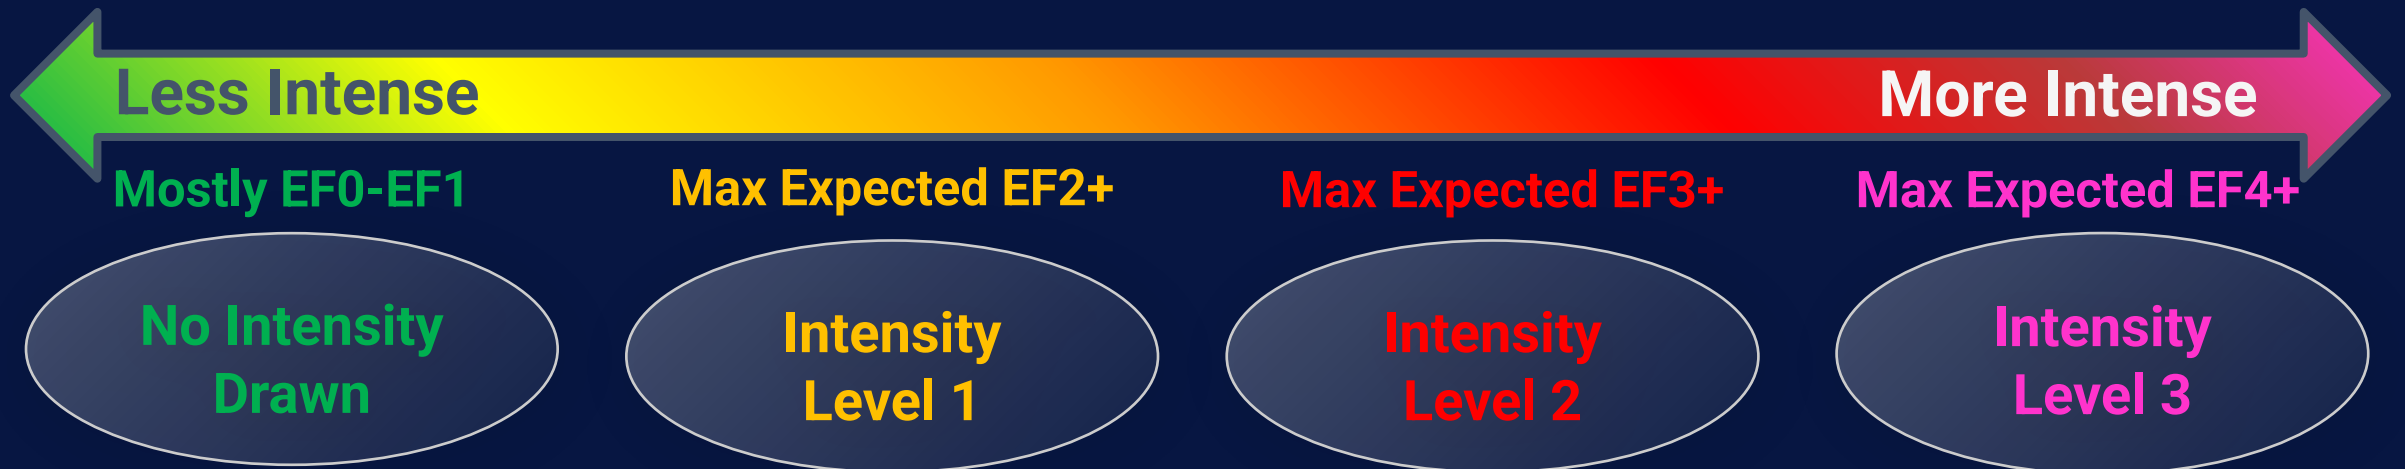 Less Intense
More Intense
Mostly EF0-EF1
Max Expected EF2+
Max Expected EF3+
Max Expected EF4+
No Intensity
Drawn
Intensity
Level 1
Intensity
Level 2
Intensity
Level 3